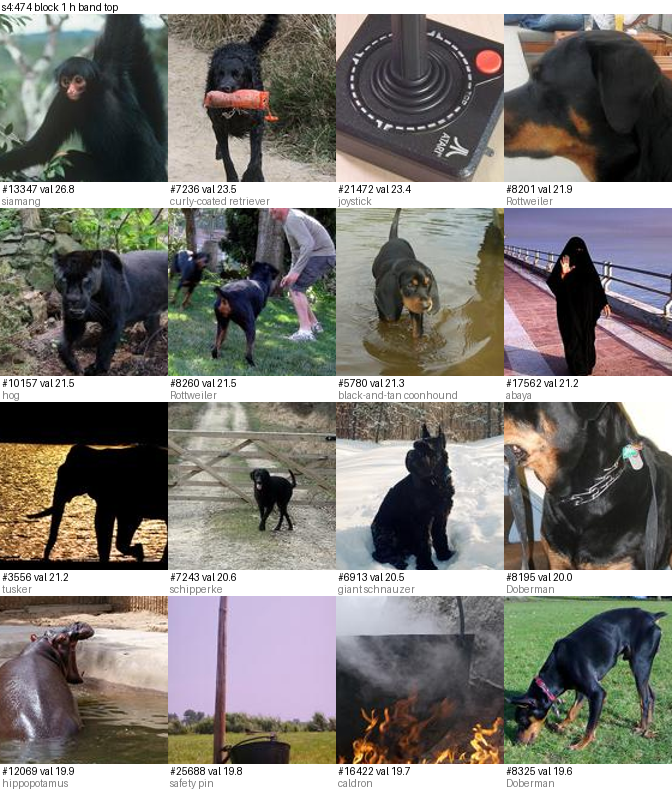 s4:474 block 1 h band top
#13347 val 26.8
siamang
#7236 val 23.5
curly-coated retriever
#21472 val 23.4
joystick
#8201 val 21.9
Rottweiler
ATARI
TOP
#10157 val 21.5
hog
#8260 val 21.5
Rottweiler
#5780 val 21.3
black-and-tan coonhound
#17562 val 21.2
abaya
#3556 val 21.2
tusker
#7243 val 20.6
schipperke
#6913 val 20.5
giant schnauzer
#8195 val 20.0
Doberman
#12069 val 19.9
hippopotamus
#25688 val 19.8
safety pin
#16422 val 19.7
caldron
#8325 val 19.6
Doberman